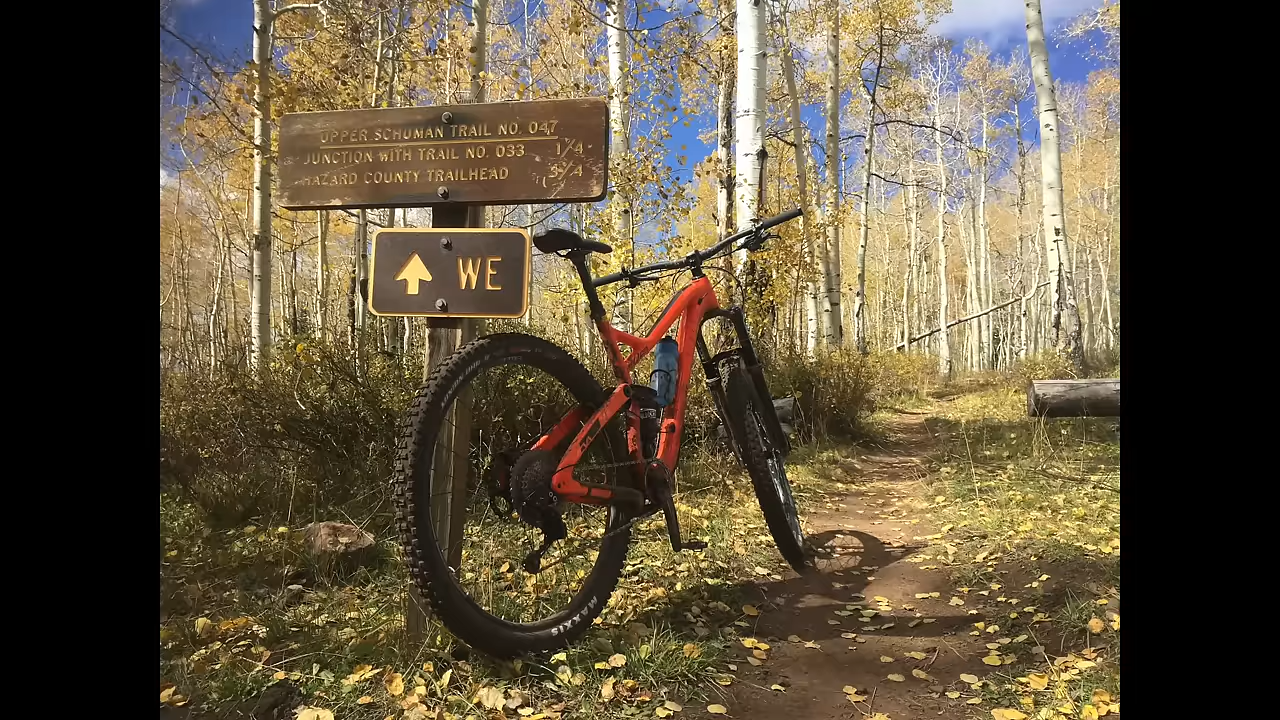 UPPER SCHUMAN TRAIL NO. 047
JUNCTION WITH TRAIL NO. 033 1/4
HAZARD COUNTY TRAILHEAD 3/4
WE
MAXXIS